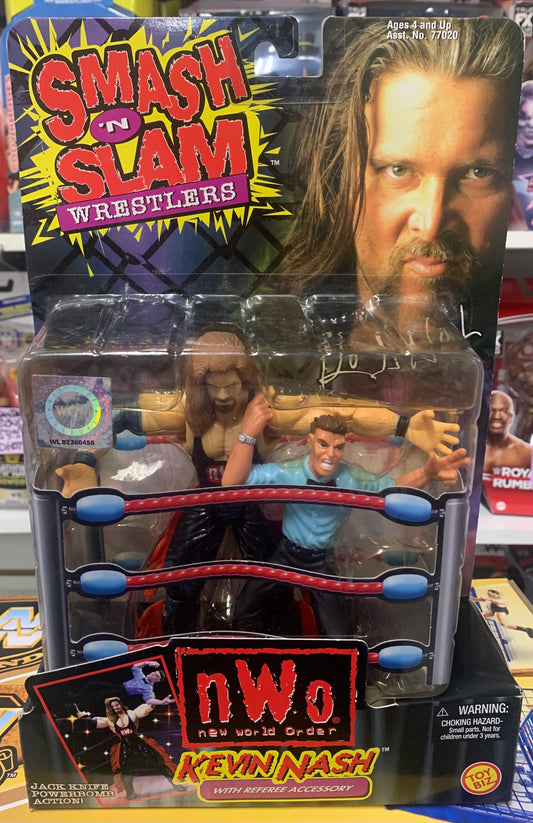 Ages 4 and Up
Asst. No. 77020
SMASH
'N
SLAM
WRESTLERS
TM
WL 02360455
ROYAL
RUMB
nWo
new world Order
KEVIN NASH
WITH REFEREE ACCESSORY
JACK KNIFE
POWERBOMB
ACTION!
WARNING:
CHOKING HAZARD-
Small parts. Not for
children under 3 years.
TOY
BIZ